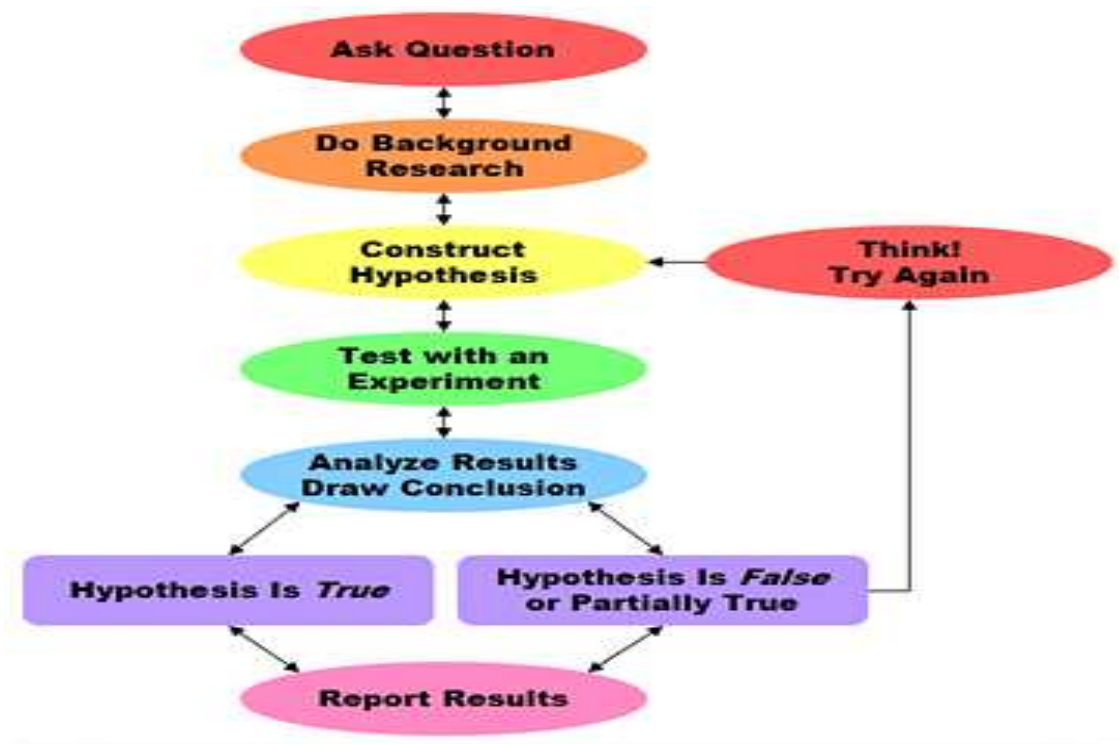 Ask Question
Do Background
Research
Construct
Hypothesis
Think!
Try Again
Test with an
Experiment
Analyze Results
Draw Conclusion
Hypothesis Is True
Hypothesis Is False
or Partially True
Report Results